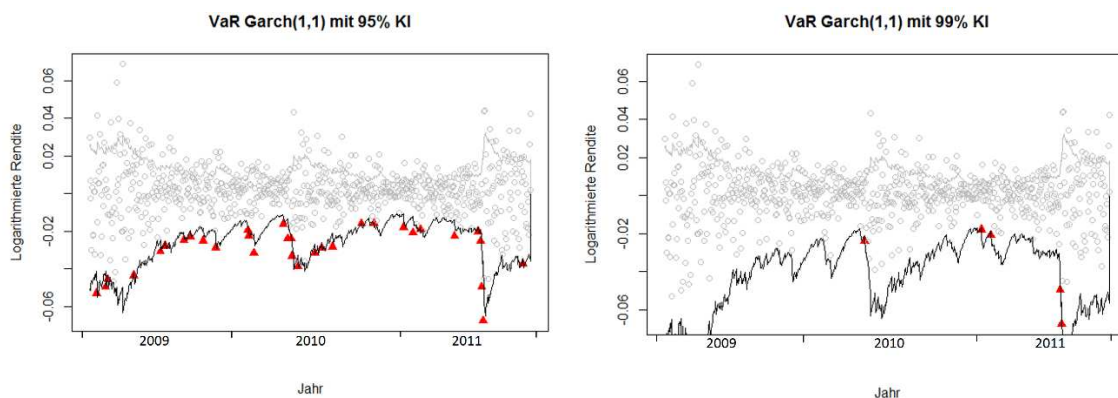 VaR Garch(1,1) mit 95% KI
Logarithmierte Rendite
0.06
0.04
0.02
-0.02
-0.06
2009
2010
2011
Jahr
VaR Garch(1,1) mit 99% KI
Logarithmierte Rendite
0.06
0.02
-0.02
-0.06
2009
2010
2011
Jahr